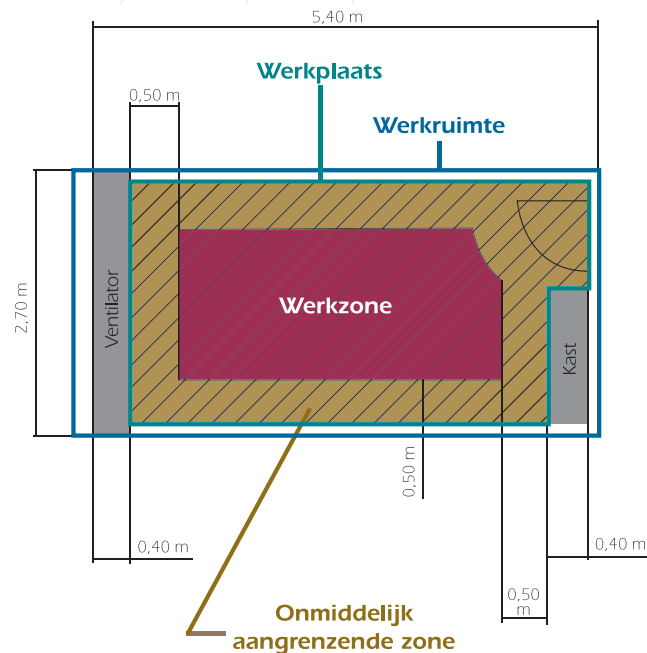 5,40 m
Werkplaats
0,50 m
Werkruimte
Ventilator
2,70 m
Werkzone
Kast
0,50 m
0,40 m
0,40 m
0,50
m
Onmiddelijk
aangrenzende zone